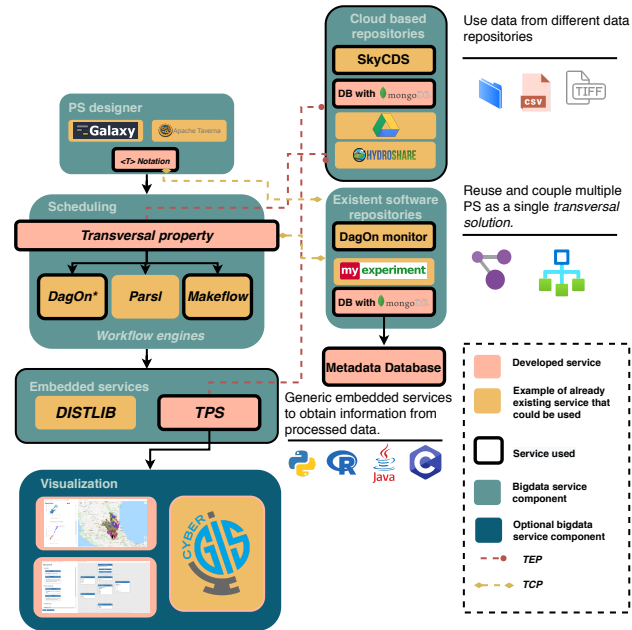 Cloud based
repositories
SkyCDS
DB with mongoDB
HYDROSHARE
Use data from different data
repositories
CSV
TIFF
PS designer
Galaxy
Apache Taverna
<T> Notation
Scheduling
Transversal property
DagOn*
Parsl
Makeflow
Workflow engines
Existent software
repositories
DagOn monitor
my experiment
DB with mongoDB
Metadata Database
Reuse and couple multiple
PS as a single transversal
solution.
Embedded services
DISTLIB
TPS
Generic embedded services
to obtain information from
processed data.
R
Java
C
Visualization
CYBER
GIS
Developed service
Example of already
existing service that
could be used
Service used
Bigdata service
component
Optional bigdata
service component
TEP
TCP